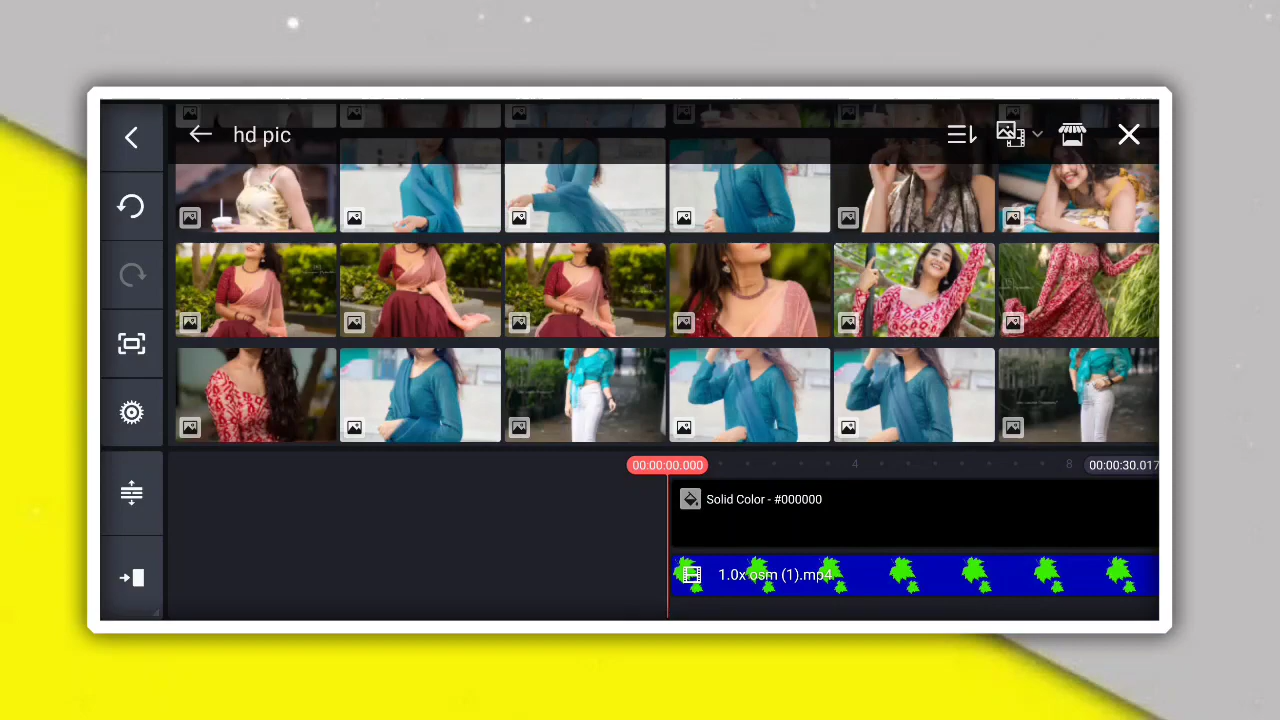 hd pic
00:00:00.000
4
8
00:00:30.017
Solid Color - #000000
1.0x osm (1).mp4